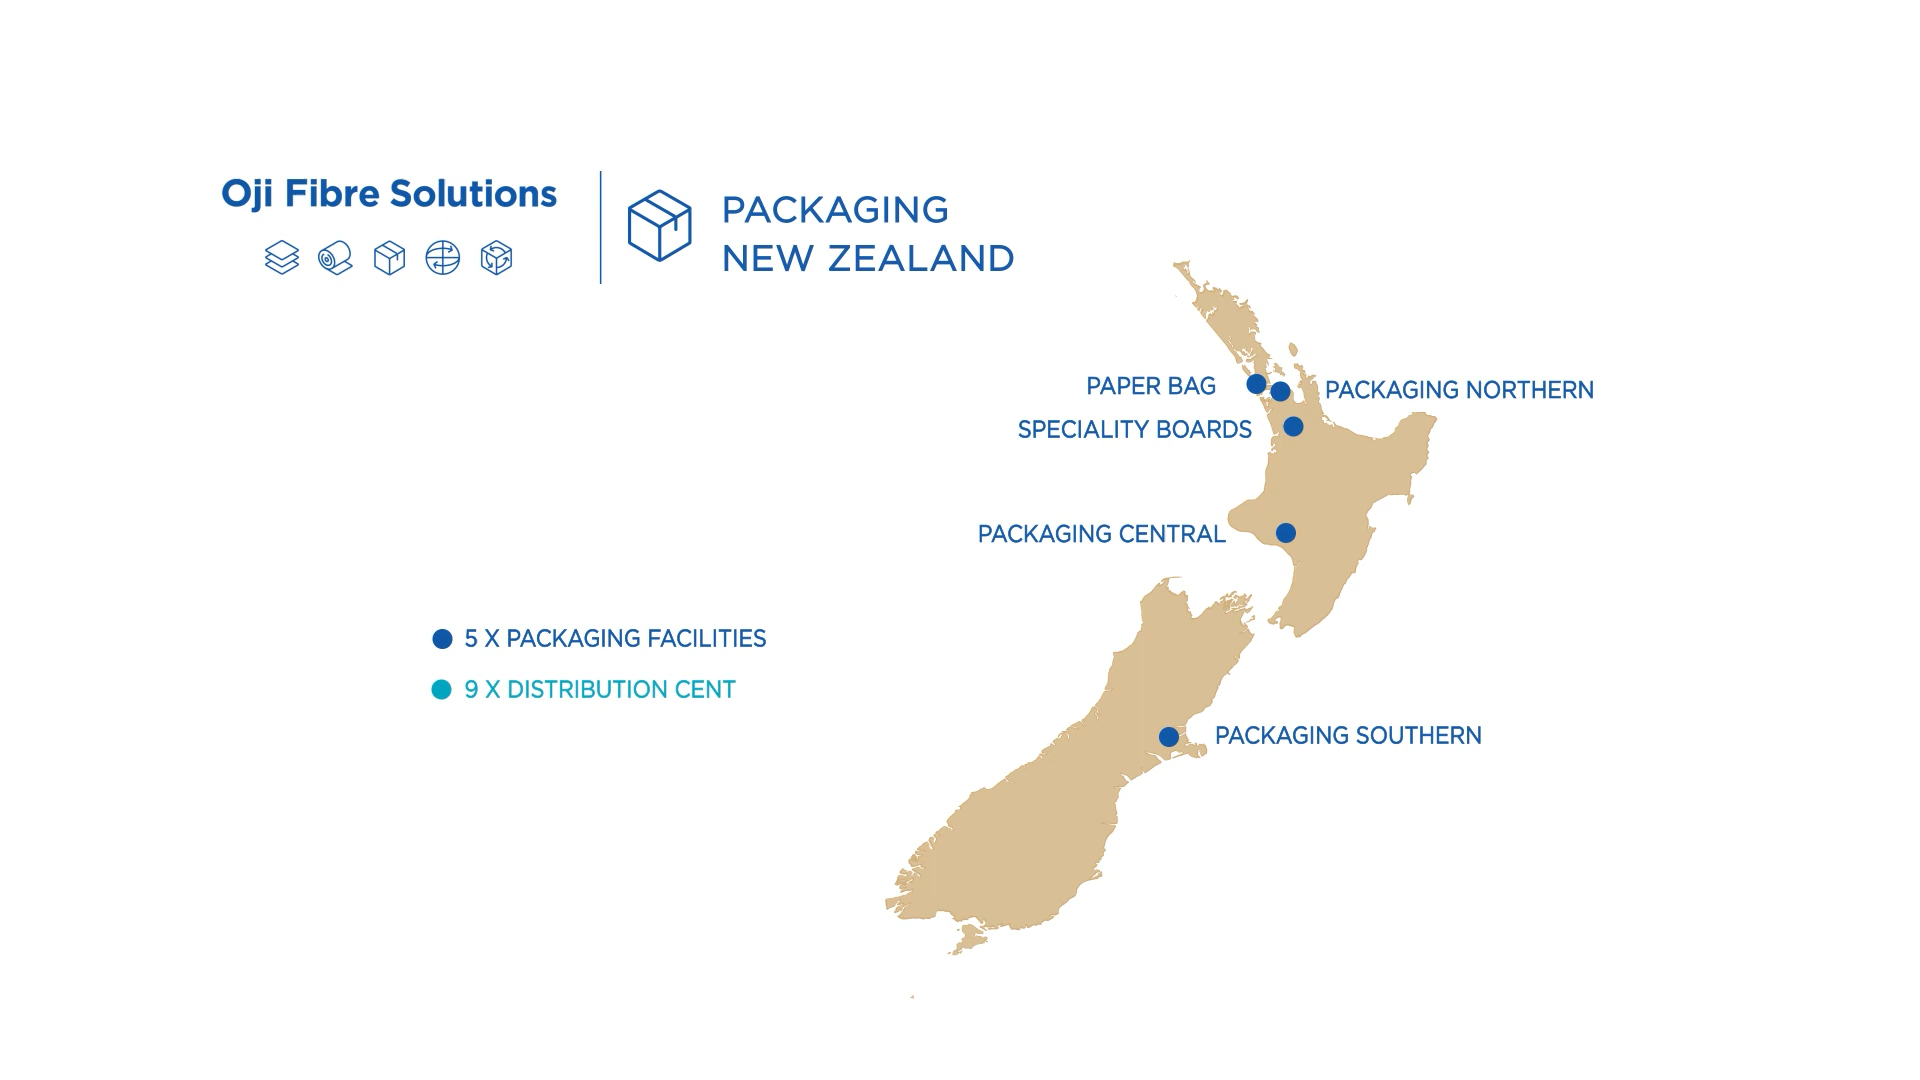 Oji Fibre Solutions
PACKAGING
NEW ZEALAND
PAPER BAG
PACKAGING NORTHERN
SPECIALITY BOARDS
PACKAGING CENTRAL
5 X PACKAGING FACILITIES
9 X DISTRIBUTION CENT
PACKAGING SOUTHERN